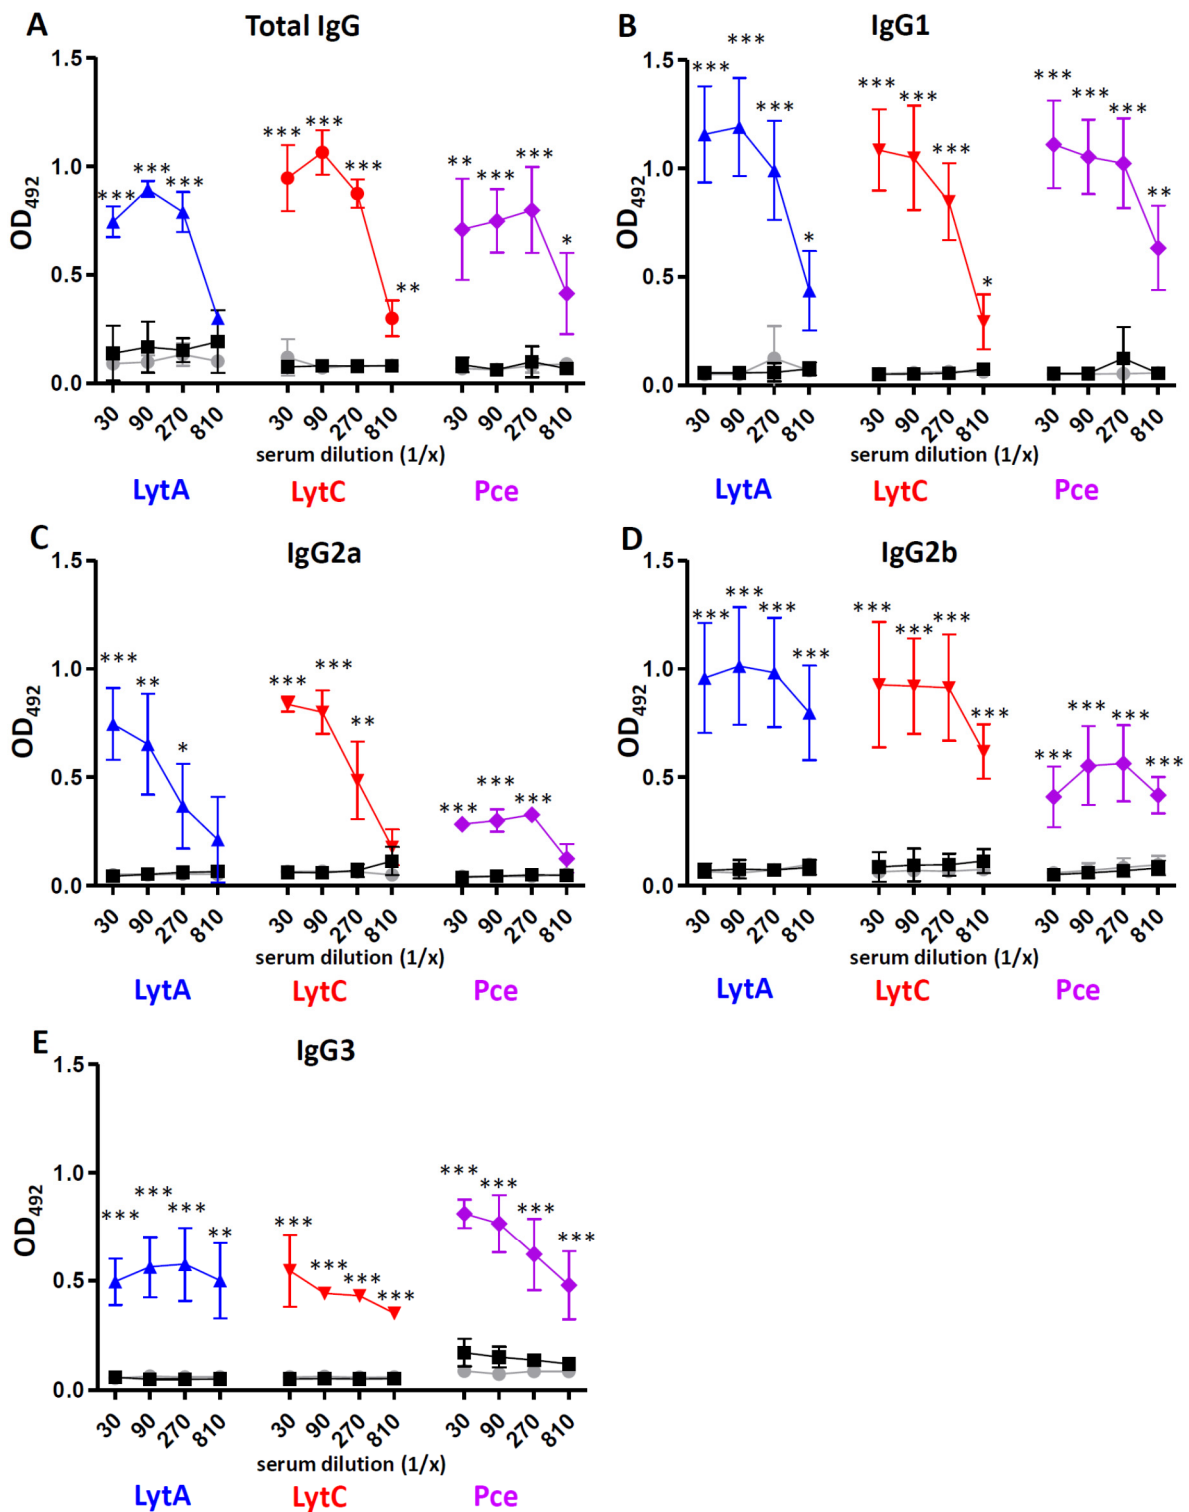 A Total IgG
1.5
1.0
0.5
0.0
OD492
*** *** ***
*** *** *** **
** *** *** *
30 90 270 810 30 90 270 810 30 90 270 810
serum dilution (1/x)
LytA LytC Pce
B IgG1
1.5
1.0
0.5
0.0
OD492
*** *** *** *
*** *** *** *
*** *** *** **
30 90 270 810 30 90 270 810 30 90 270 810
serum dilution (1/x)
LytA LytC Pce
C IgG2a
1.5
1.0
0.5
0.0
OD492
*** ** *
*** *** **
*** *** ***
30 90 270 810 30 90 270 810 30 90 270 810
serum dilution (1/x)
LytA LytC Pce
D IgG2b
1.5
1.0
0.5
0.0
OD492
*** *** *** ***
*** *** *** ***
*** *** *** ***
30 90 270 810 30 90 270 810 30 90 270 810
serum dilution (1/x)
LytA LytC Pce
E IgG3
1.5
1.0
0.5
0.0
OD492
*** *** *** **
*** *** *** ***
*** *** *** ***
30 90 270 810 30 90 270 810 30 90 270 810
serum dilution (1/x)
LytA LytC Pce